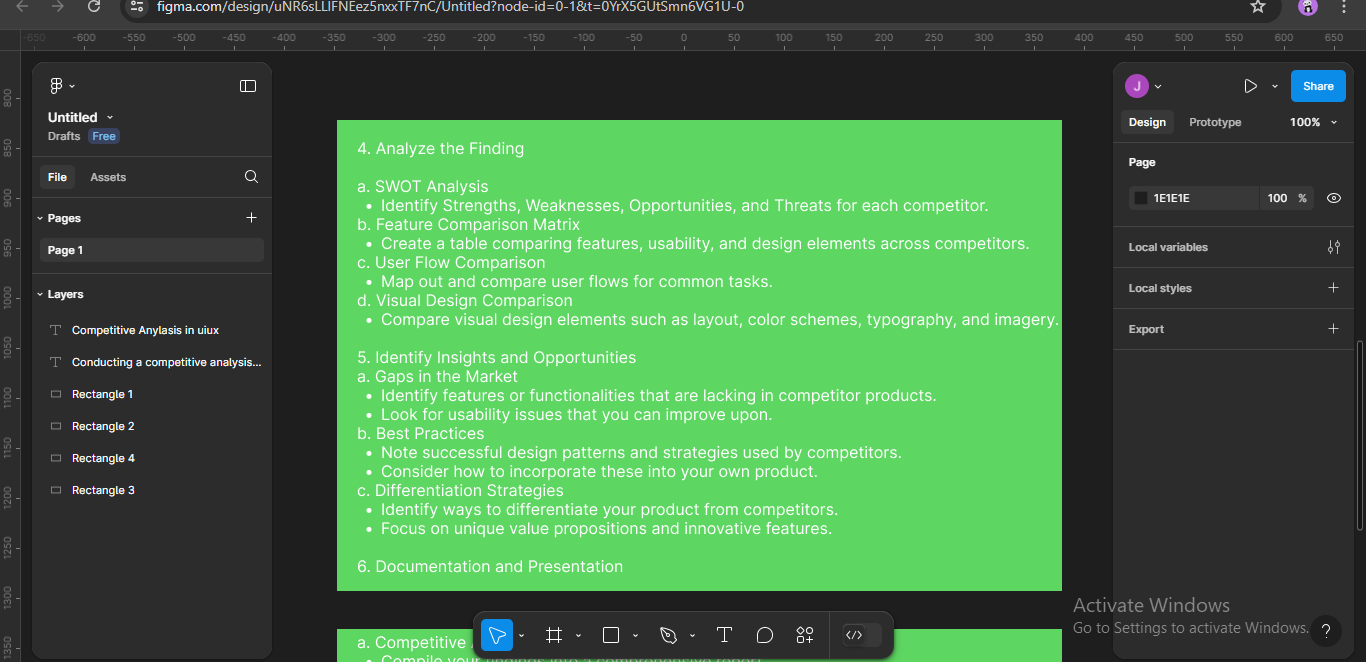 figma.com/design/uNR6sLLIFNEez5nxxTF7nC/Untitled?node-id=0-1&t=0YrX5GUtSmn6VG1U-0
-650 -600 -550 -500 -450 -400 -350 -300 -250 -200 -150 -100 -50 0 50 100 150 200 250 300 350 400 450 500 550 600 650
800
850
900
950
1000
1050
1100
1150
1200
1250
1300
1350
Untitled
Drafts Free
File Assets
Pages
Page 1
Layers
Competitive Anylasis in uiux
Conducting a competitive analysis...
Rectangle 1
Rectangle 2
Rectangle 4
Rectangle 3
4. Analyze the Finding
a. SWOT Analysis
• Identify Strengths, Weaknesses, Opportunities, and Threats for each competitor.
b. Feature Comparison Matrix
• Create a table comparing features, usability, and design elements across competitors.
c. User Flow Comparison
• Map out and compare user flows for common tasks.
d. Visual Design Comparison
• Compare visual design elements such as layout, color schemes, typography, and imagery.
5. Identify Insights and Opportunities
a. Gaps in the Market
• Identify features or functionalities that are lacking in competitor products.
• Look for usability issues that you can improve upon.
b. Best Practices
• Note successful design patterns and strategies used by competitors.
• Consider how to incorporate these into your own product.
c. Differentiation Strategies
• Identify ways to differentiate your product from competitors.
• Focus on unique value propositions and innovative features.
6. Documentation and Presentation
a. Competitive
• Compile your findings into a comprehensive report
J
Share
Design Prototype 100%
Page
1E1E1E 100 %
Local variables
Local styles
Export
Activate Windows
Go to Settings to activate Windows.
?